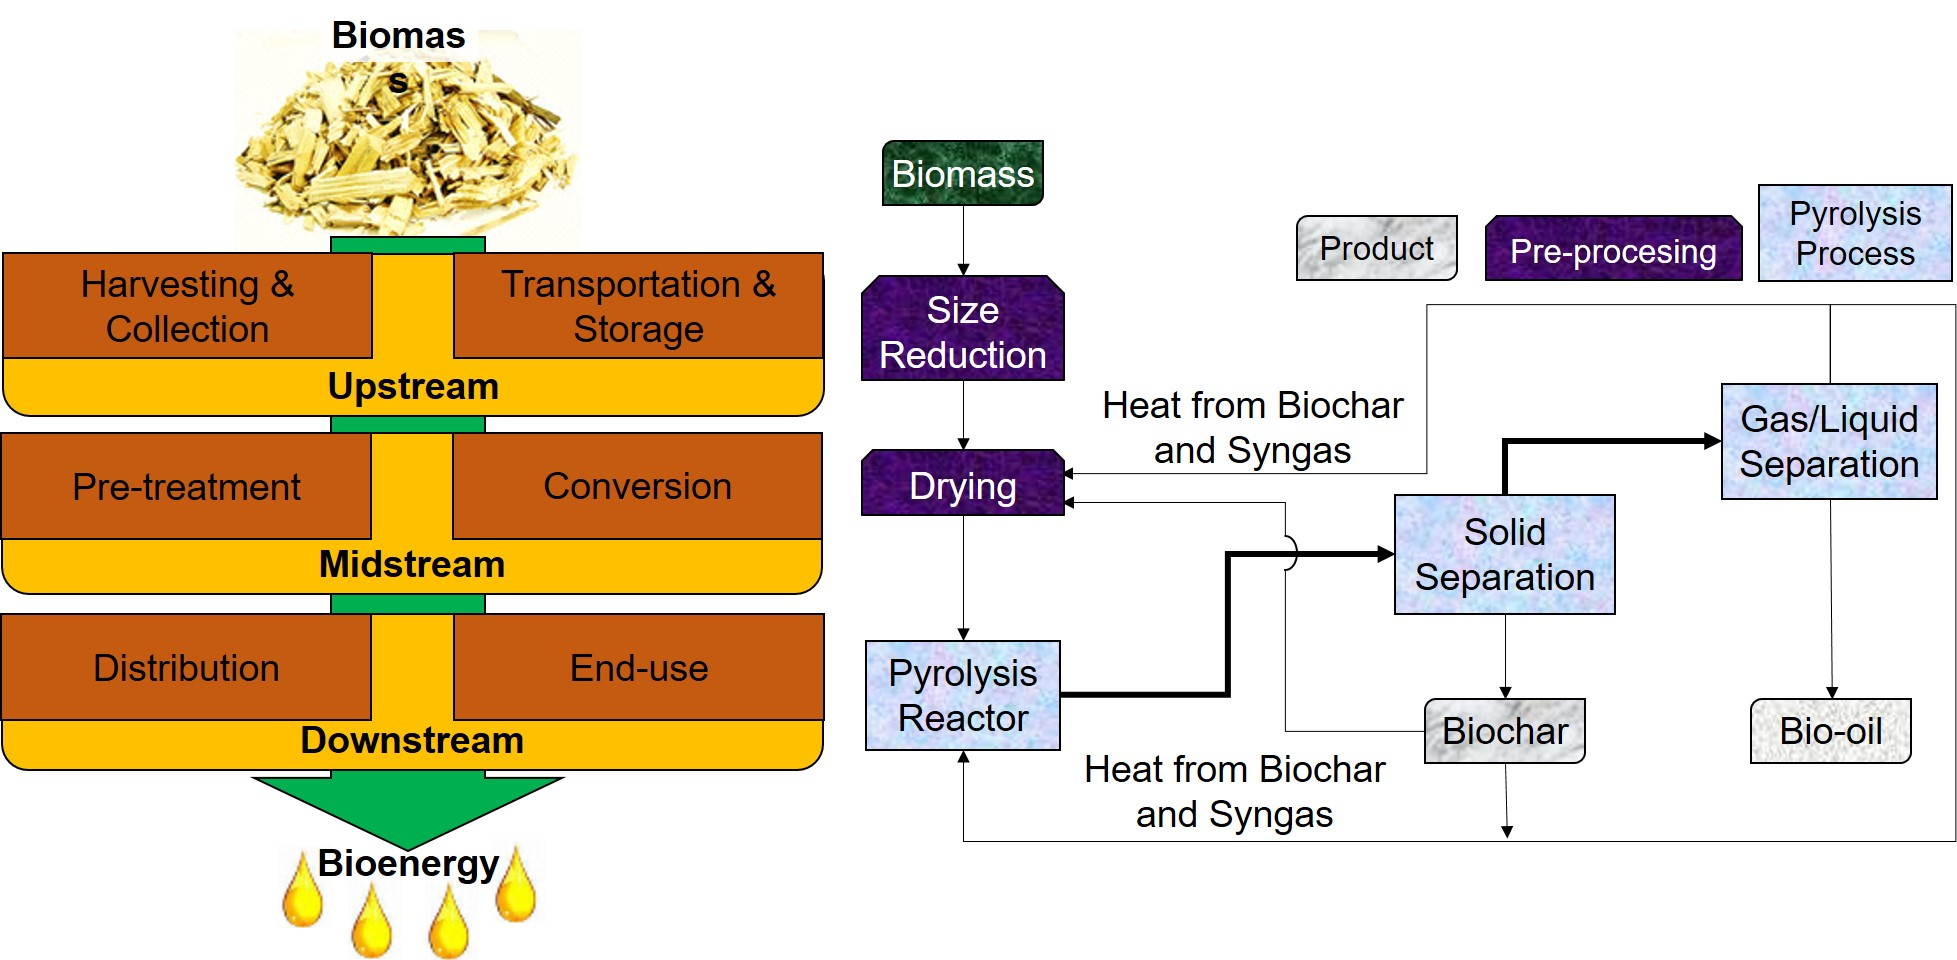 Biomas
s
Harvesting &
Collection
Transportation &
Storage
Upstream
Pre-treatment
Conversion
Midstream
Distribution
End-use
Downstream
Bioenergy
Biomass
Size
Reduction
Drying
Pyrolysis
Reactor
Heat from Biochar
and Syngas
Heat from Biochar
and Syngas
Product
Pre-procesing
Pyrolysis
Process
Solid
Separation
Gas/Liquid
Separation
Biochar
Bio-oil